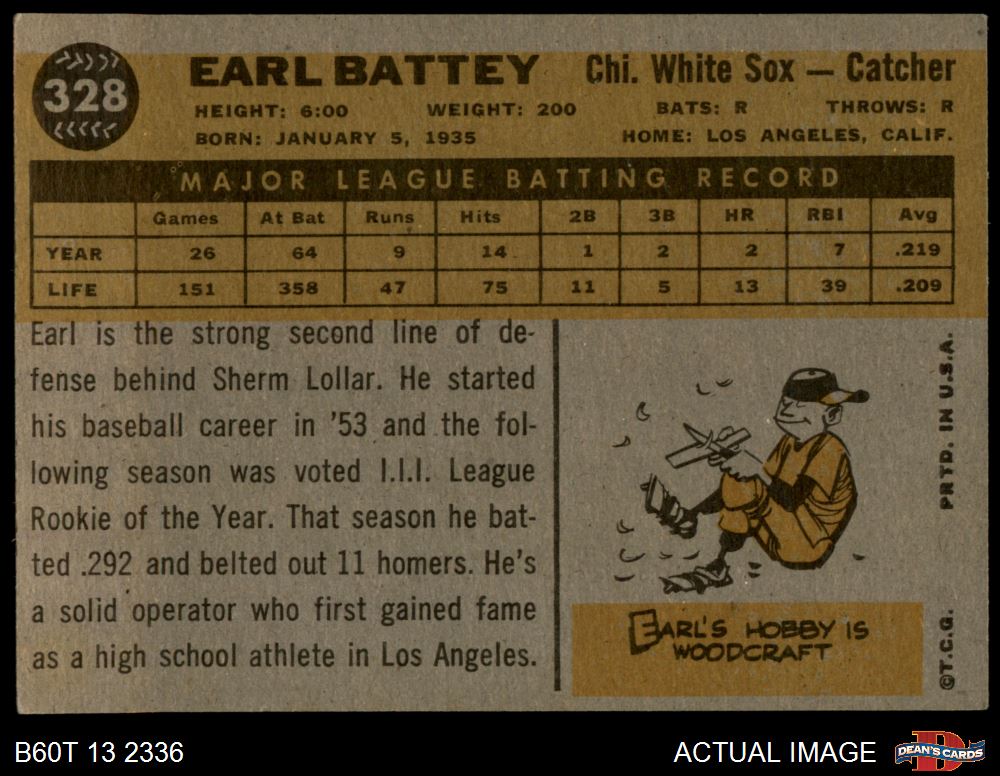 328
EARL BATTEY Chi. White Sox — Catcher
HEIGHT: 6:00 WEIGHT: 200 BATS: R THROWS: R
BORN: JANUARY 5, 1935 HOME: LOS ANGELES, CALIF.
MAJOR LEAGUE BATTING RECORD
Games At Bat Runs Hits 2B 3B HR RBI Avg
YEAR 26 64 9 14 1 2 2 7 .219
LIFE 151 358 47 75 11 5 13 39 .209
Earl is the strong second line of de-
fense behind Sherm Lollar. He started
his baseball career in '53 and the fol-
lowing season was voted I.I.I. League
Rookie of the Year. That season he bat-
ted .292 and belted out 11 homers. He's
a solid operator who first gained fame
as a high school athlete in Los Angeles.
EARL'S HOBBY IS
WOODCRAFT
©T.C.G. PRTD. IN U.S.A.
B60T 13 2336
ACTUAL IMAGE
D
DEAN'S CARDS